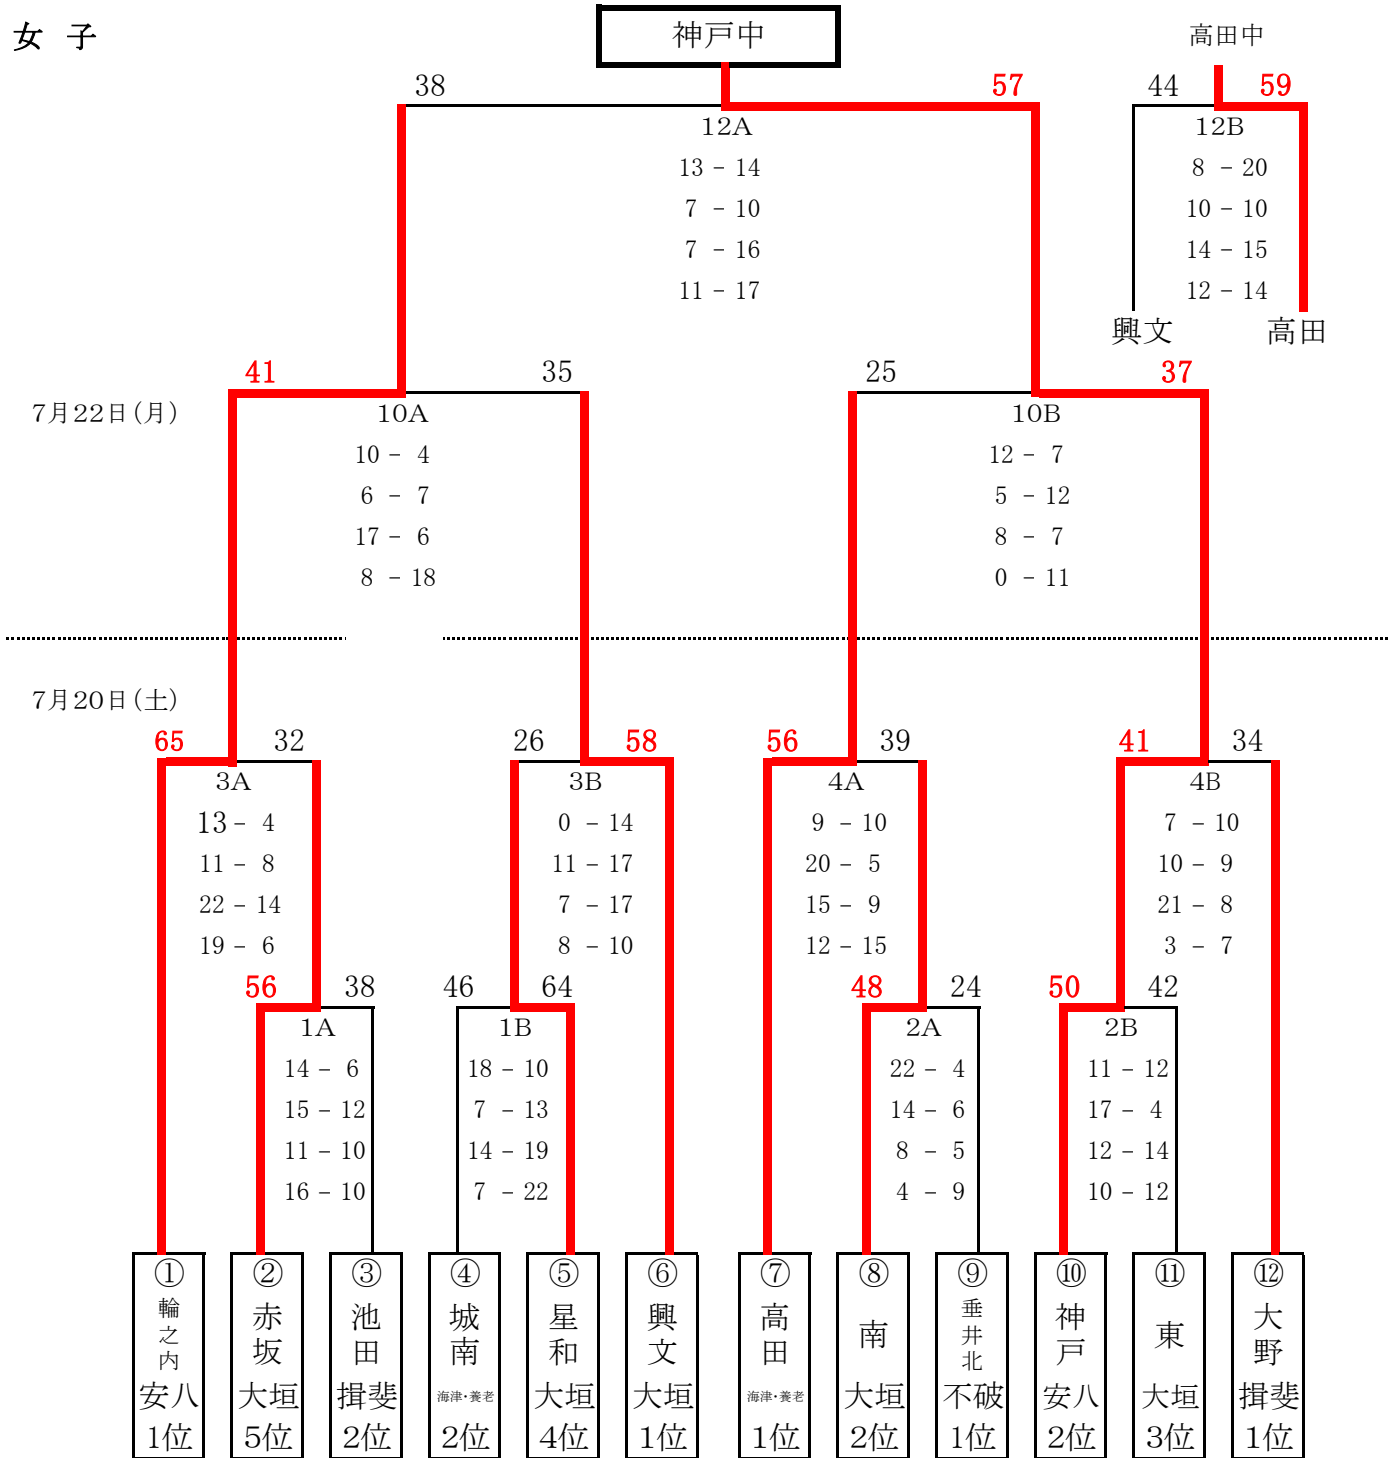 女 子
神戸中
高田中
38 57
44 59
12A
12B
13 - 14
7 - 10
7 - 16
11 - 17
8 - 20
10 - 10
14 - 15
12 - 14
興文 高田
41 35
25 37
7月22日(月)
10A
10B
10 - 4
6 - 7
17 - 6
8 - 18
12 - 7
5 - 12
8 - 7
0 - 11
7月20日(土)
65 32
26 58
56 39
41 34
3A
3B
4A
4B
13 - 4
11 - 8
22 - 14
19 - 6
0 - 14
11 - 17
7 - 17
8 - 10
9 - 10
20 - 5
15 - 9
12 - 15
7 - 10
10 - 9
21 - 8
3 - 7
56 38
46 64
48 24
50 42
1A
1B
2A
2B
14 - 6
15 - 12
11 - 10
16 - 10
18 - 10
7 - 13
14 - 19
7 - 22
22 - 4
14 - 6
8 - 5
4 - 9
11 - 12
17 - 4
12 - 14
10 - 12
①
輪之内
安八
1位
②
赤坂
大垣
5位
③
池田
揖斐
2位
④
城南
海津・養老
2位
⑤
星和
大垣
4位
⑥
興文
大垣
1位
⑦
高田
海津・養老
1位
⑧
南
大垣
2位
⑨
垂井北
不破
1位
⑩
神戸
安八
2位
⑪
東
大垣
3位
⑫
大野
揖斐
1位